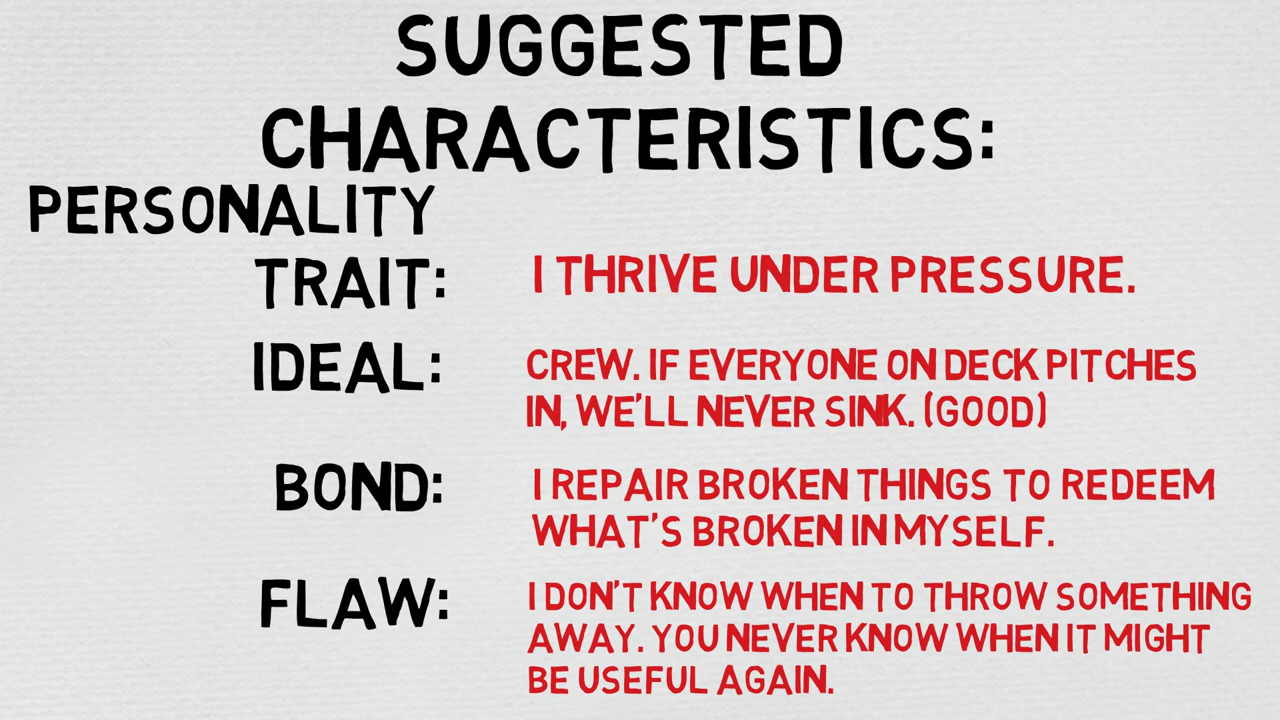 SUGGESTED
CHARACTERISTICS:
PERSONALITY
TRAIT: I THRIVE UNDER PRESSURE.
IDEAL: CREW. IF EVERYONE ON DECK PITCHES
IN, WE'LL NEVER SINK. (GOOD)
BOND: I REPAIR BROKEN THINGS TO REDEEM
WHAT'S BROKEN IN MYSELF.
FLAW: I DON'T KNOW WHEN TO THROW SOMETHING
AWAY. YOU NEVER KNOW WHEN IT MIGHT
BE USEFUL AGAIN.